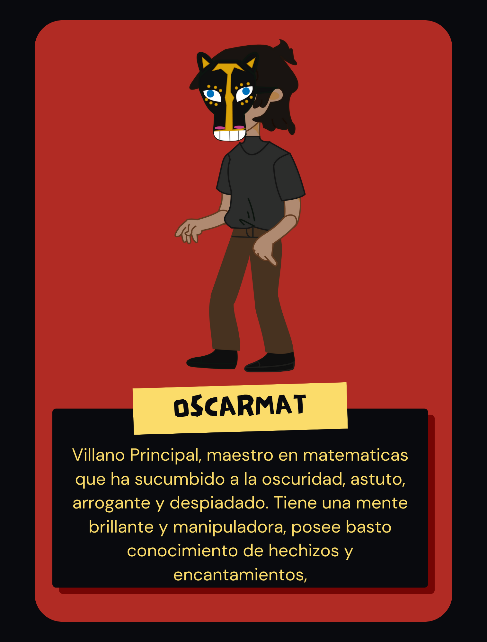 OSCARMAT
Villano Principal, maestro en matematicas
que ha sucumbido a la oscuridad, astuto,
arrogante y despiadado. Tiene una mente
brillante y manipuladora, posee basto
conocimiento de hechizos y
encantamientos,